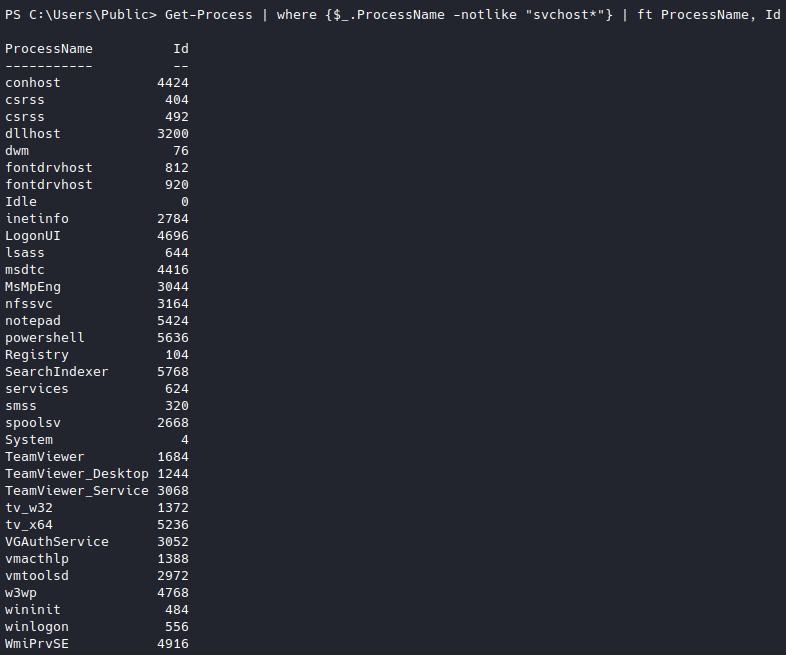 PS C:\Users\Public> Get-Process | where {$_.ProcessName -notlike "svchost*"} | ft ProcessName, Id
ProcessName          Id
-----------          --
conhost            4424
csrss               404
csrss               492
dllhost            3200
dwm                  76
fontdrvhost         812
fontdrvhost         920
Idle                  0
inetinfo           2784
LogonUI            4696
lsass               644
msdtc              4416
MsMpEng            3044
nfssvc             3164
notepad            5424
powershell         5636
Registry            104
SearchIndexer      5768
services            624
smss                320
spoolsv            2668
System                4
TeamViewer         1684
TeamViewer_Desktop 1244
TeamViewer_Service 3068
tv_w32             1372
tv_x64             5236
VGAuthService      3052
vmacthlp           1388
vmtoolsd           2972
w3wp               4768
wininit             484
winlogon            556
WmiPrvSE           4916